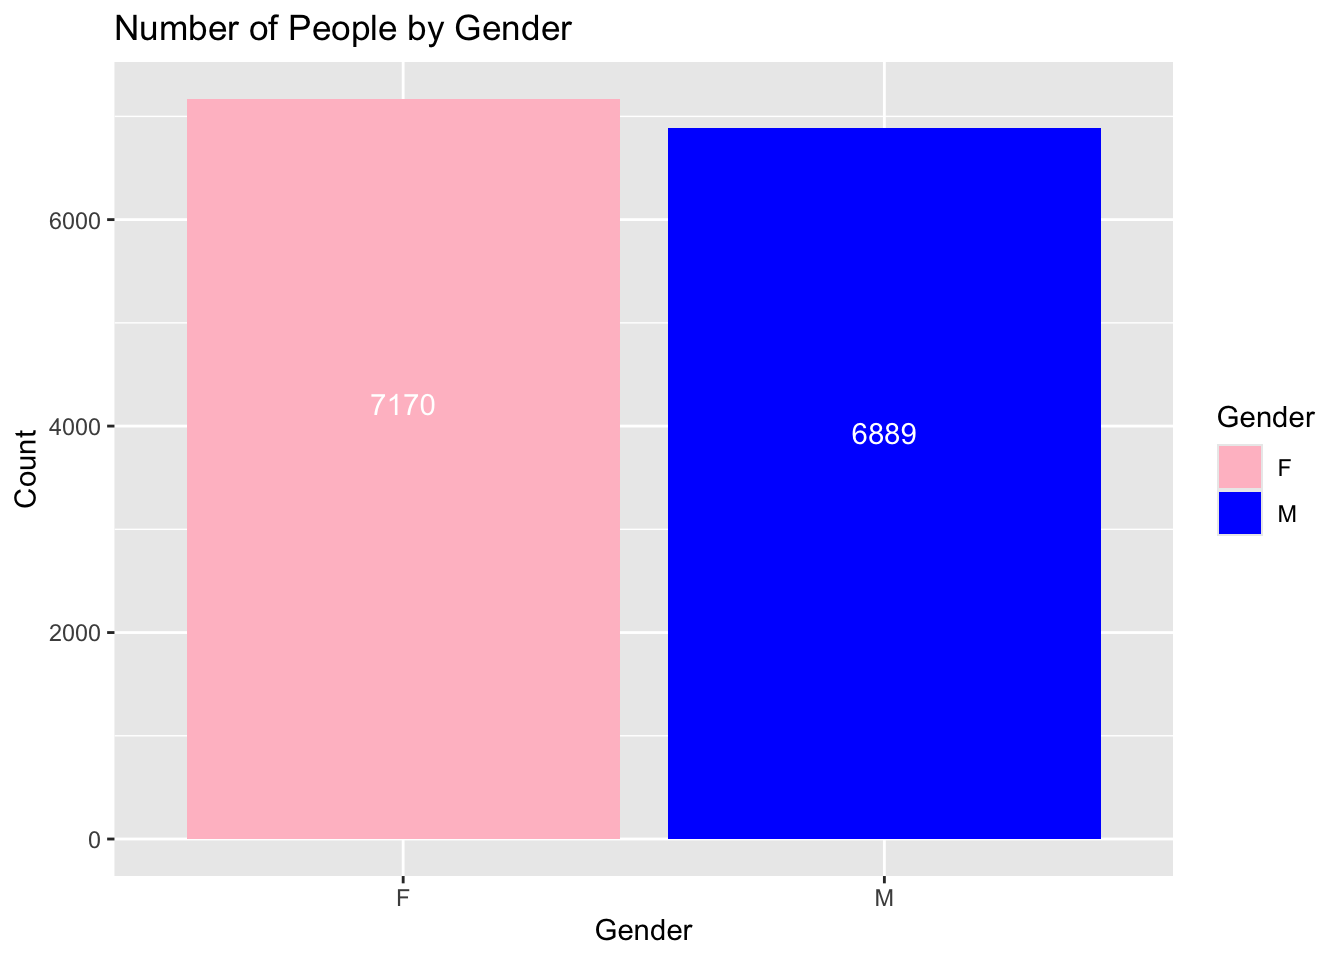 Number of People by Gender
Count
6000
4000
2000
0
7170
6889
F
M
Gender
Gender
F
M